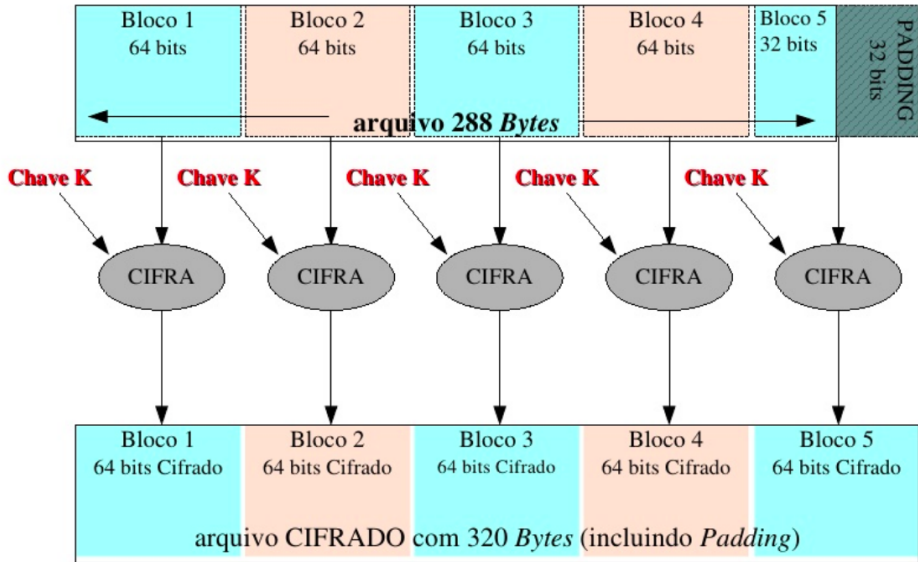 Bloco 1
64 bits
Bloco 2
64 bits
Bloco 3
64 bits
Bloco 4
64 bits
Bloco 5
32 bits
PADDING
32 bits
arquivo 288 Bytes
Chave K
Chave K
Chave K
Chave K
Chave K
CIFRA
CIFRA
CIFRA
CIFRA
CIFRA
Bloco 1
64 bits Cifrado
Bloco 2
64 bits Cifrado
Bloco 3
64 bits Cifrado
Bloco 4
64 bits Cifrado
Bloco 5
64 bits Cifrado
arquivo CIFRADO com 320 Bytes (incluindo Padding)